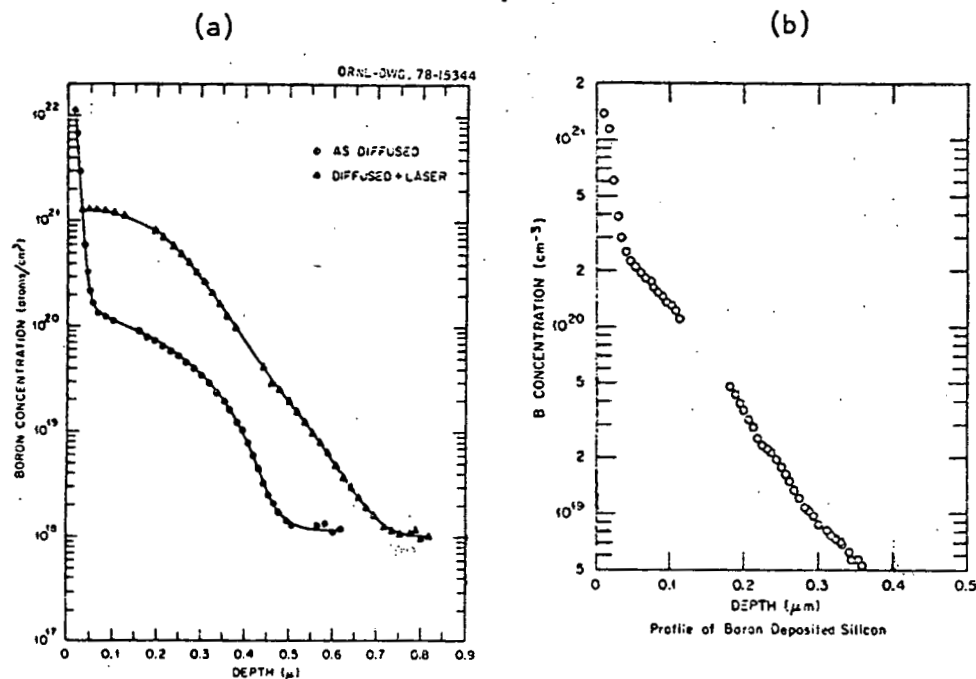 (a)
(b)
ORNL-DWG. 78-15344
10²²
10²¹
10²⁰
10¹⁹
10¹⁸
10¹⁷
BORON CONCENTRATION (atoms/cm³)
AS DIFFUSED
DIFFUSED + LASER
0 0.1 0.2 0.3 0.4 0.5 0.6 0.7 0.8 0.9
DEPTH (μ)
2
10²¹
5
2
10²⁰
5
2
10¹⁹
5
B CONCENTRATION (cm⁻³)
0 0.1 0.2 0.3 0.4 0.5
DEPTH (μm)
Profile of Boron Deposited Silicon